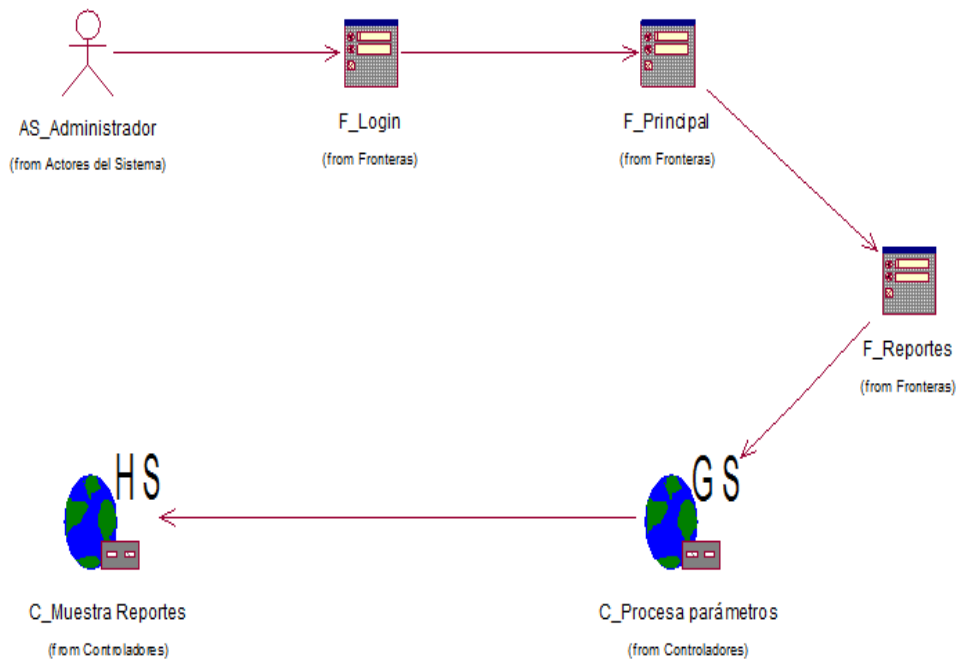 AS_Administrador
(from Actores del Sistema)
F_Login
(from Fronteras)
F_Principal
(from Fronteras)
F_Reportes
(from Fronteras)
HS
C_Muestra Reportes
(from Controladores)
GS
C_Procesa parámetros
(from Controladores)